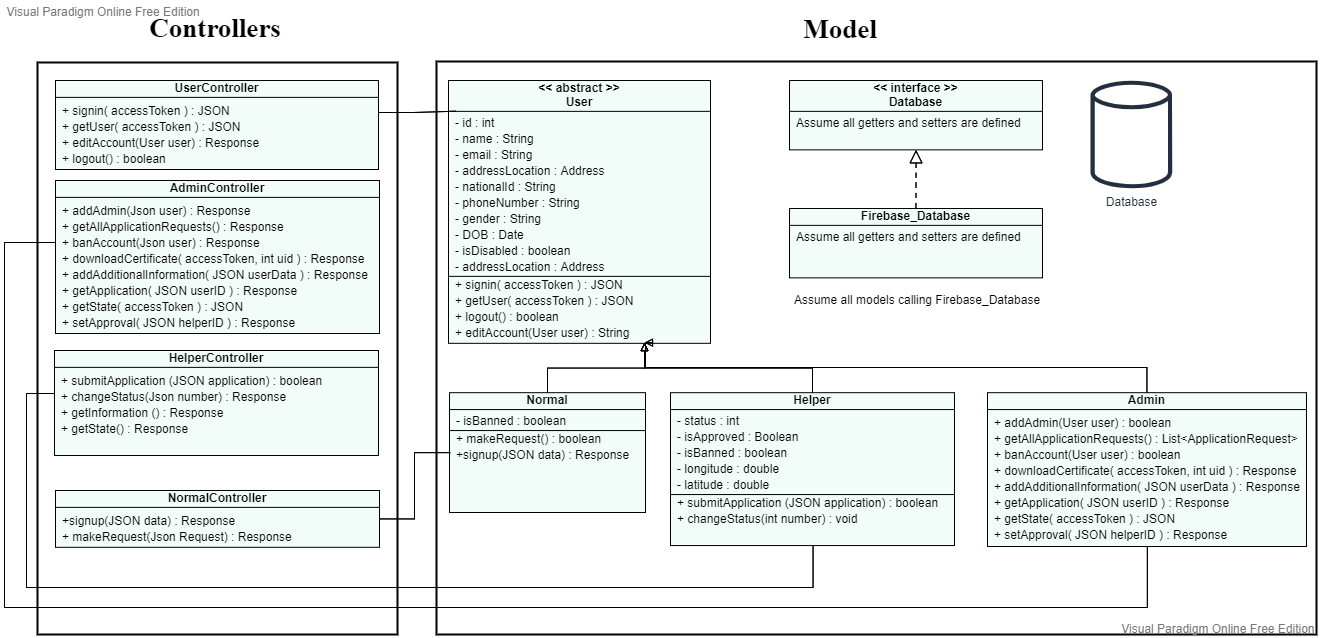 Visual Paradigm Online Free Edition
Controllers
Model
UserController
+ signin( accessToken ) : JSON
+ getUser( accessToken ) : JSON
+ editAccount(User user) : Response
+ logout() : boolean
AdminController
+ addAdmin(Json user) : Response
+ getAllApplicationRequests() : Response
+ banAccount(Json user) : Response
+ downloadCertificate( accessToken, int uid ) : Response
+ addAdditionalInformation( JSON userData ) : Response
+ getApplication( JSON userID ) : Response
+ getState( accessToken ) : JSON
+ setApproval( JSON helperID ) : Response
HelperController
+ submitApplication (JSON application) : boolean
+ changeStatus(Json number) : Response
+ getInformation () : Response
+ getState() : Response
NormalController
+signup(JSON data) : Response
+ makeRequest(Json Request) : Response
<< abstract >>
User
- id : int
- name : String
- email : String
- addressLocation : Address
- nationalId : String
- phoneNumber : String
- gender : String
- DOB : Date
- isDisabled : boolean
- addressLocation : Address
+ signin( accessToken ) : JSON
+ getUser( accessToken ) : JSON
+ logout() : boolean
+ editAccount(User user) : String
<< interface >>
Database
Assume all getters and setters are defined
Firebase_Database
Assume all getters and setters are defined
Assume all models calling Firebase_Database
Database
Normal
- isBanned : boolean
+ makeRequest() : boolean
+signup(JSON data) : Response
Helper
- status : int
- isApproved : Boolean
- isBanned : boolean
- longitude : double
- latitude : double
+ submitApplication (JSON application) : boolean
+ changeStatus(int number) : void
Admin
+ addAdmin(User user) : boolean
+ getAllApplicationRequests() : List<ApplicationRequest>
+ banAccount(User user) : boolean
+ downloadCertificate( accessToken, int uid ) : Response
+ addAdditionalInformation( JSON userData ) : Response
+ getApplication( JSON userID ) : Response
+ getState( accessToken ) : JSON
+ setApproval( JSON helperID ) : Response
Visual Paradigm Online Free Edition